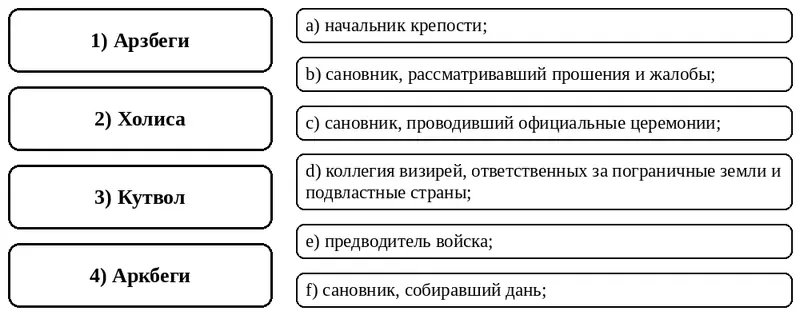 1) Арзбеги
2) Холиса
3) Кутвол
4) Аркбеги
a) начальник крепости;
b) сановник, рассматривавший прошения и жалобы;
c) сановник, проводивший официальные церемонии;
d) коллегия визирей, ответственных за пограничные земли и
подвластные страны;
e) предводитель войска;
f) сановник, собиравший дань;